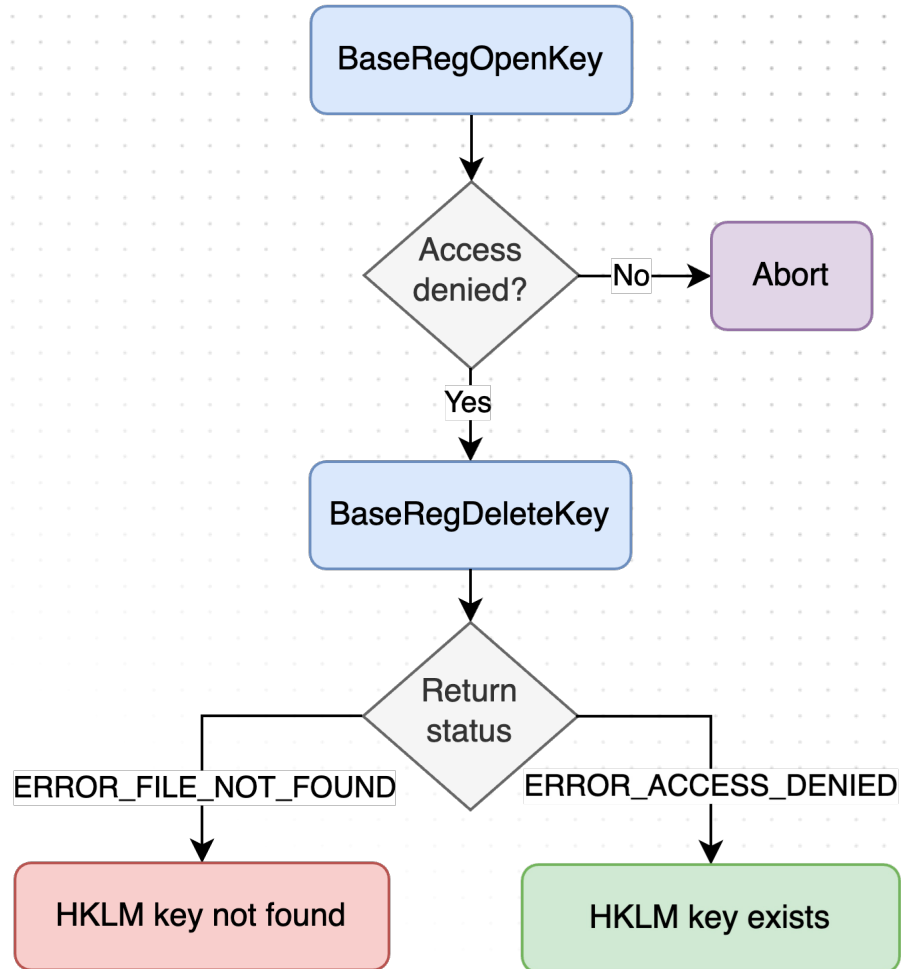 BaseRegOpenKey
Access
denied?
No
Abort
Yes
BaseRegDeleteKey
Return
status
ERROR_FILE_NOT_FOUND
ERROR_ACCESS_DENIED
HKLM key not found
HKLM key exists